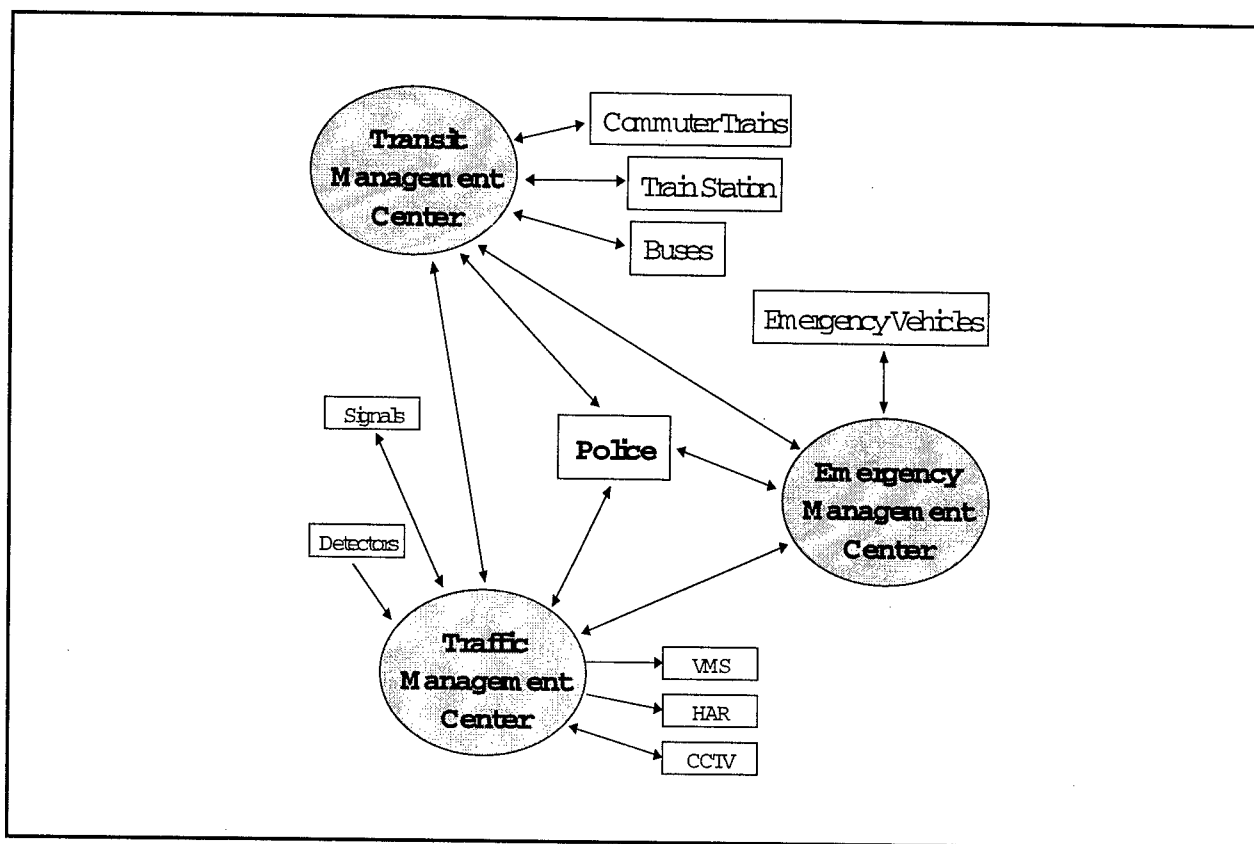 Transit
Management
Center
Commuter Trains
Train Station
Buses
Emergency Vehicles
Signals
Police
Emergency
Management
Center
Detectors
Traffic
Management
Center
VMS
HAR
CCTV